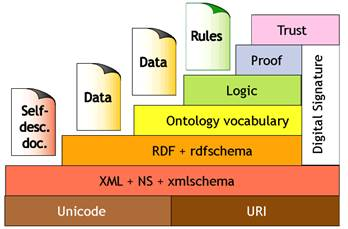 Trust
Rules
Proof
Data
Logic
Data
Self-
desc.
doc.
Ontology vocabulary
Digital Signature
RDF + rdfschema
XML + NS + xmlschema
Unicode
URI